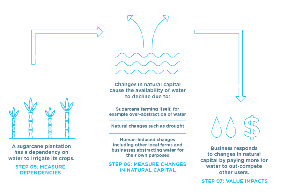 Changes in natural capital
cause the availability of water
to decline due to:
Sugarcane farming itself, for
example over-abstraction of water
Natural changes such as drought
Human-induced changes
including other local farms and
businesses abstracting water for
their own purposes
STEP 06: MEASURE CHANGES
IN NATURAL CAPITAL
A sugarcane plantation
has a dependency on
water to irrigate its crops.
STEP 05: MEASURE
DEPENDENCIES
Business responds
to changes in natural
capital by paying more for
water to out-compete
other users.
STEP 07: VALUE IMPACTS